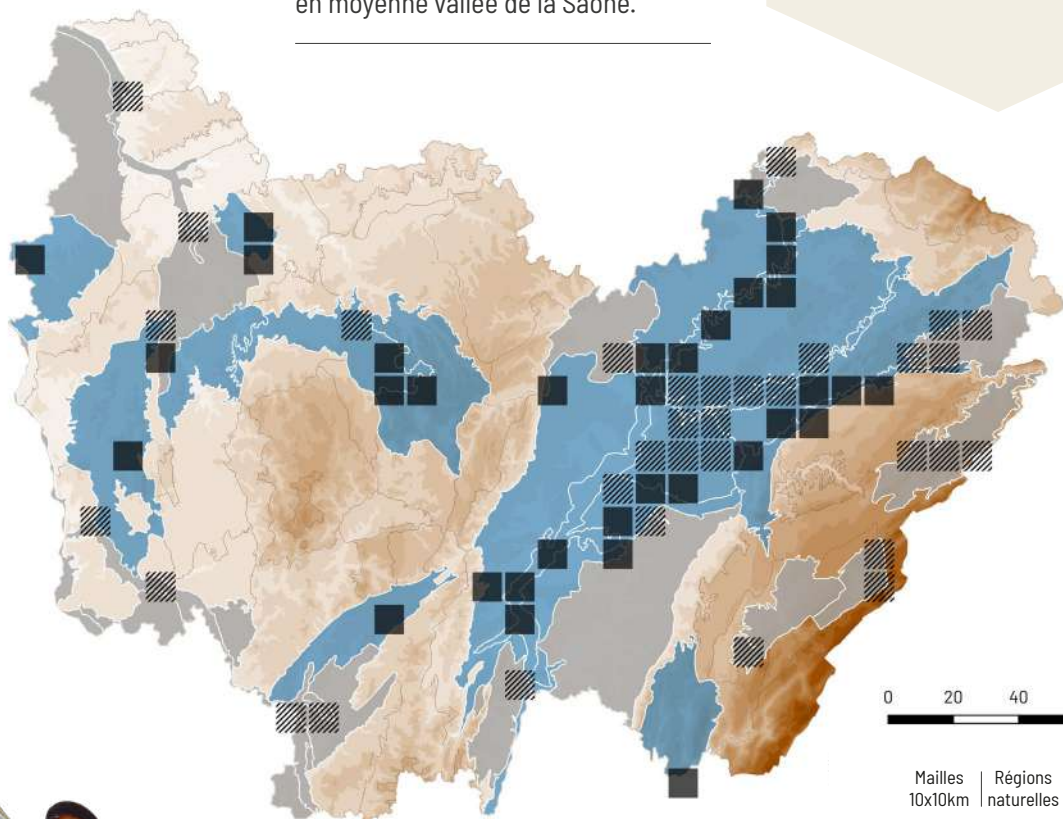 en moyenne vallée de la Saône.
0 20 40
Mailles | Régions
10x10km | naturelles